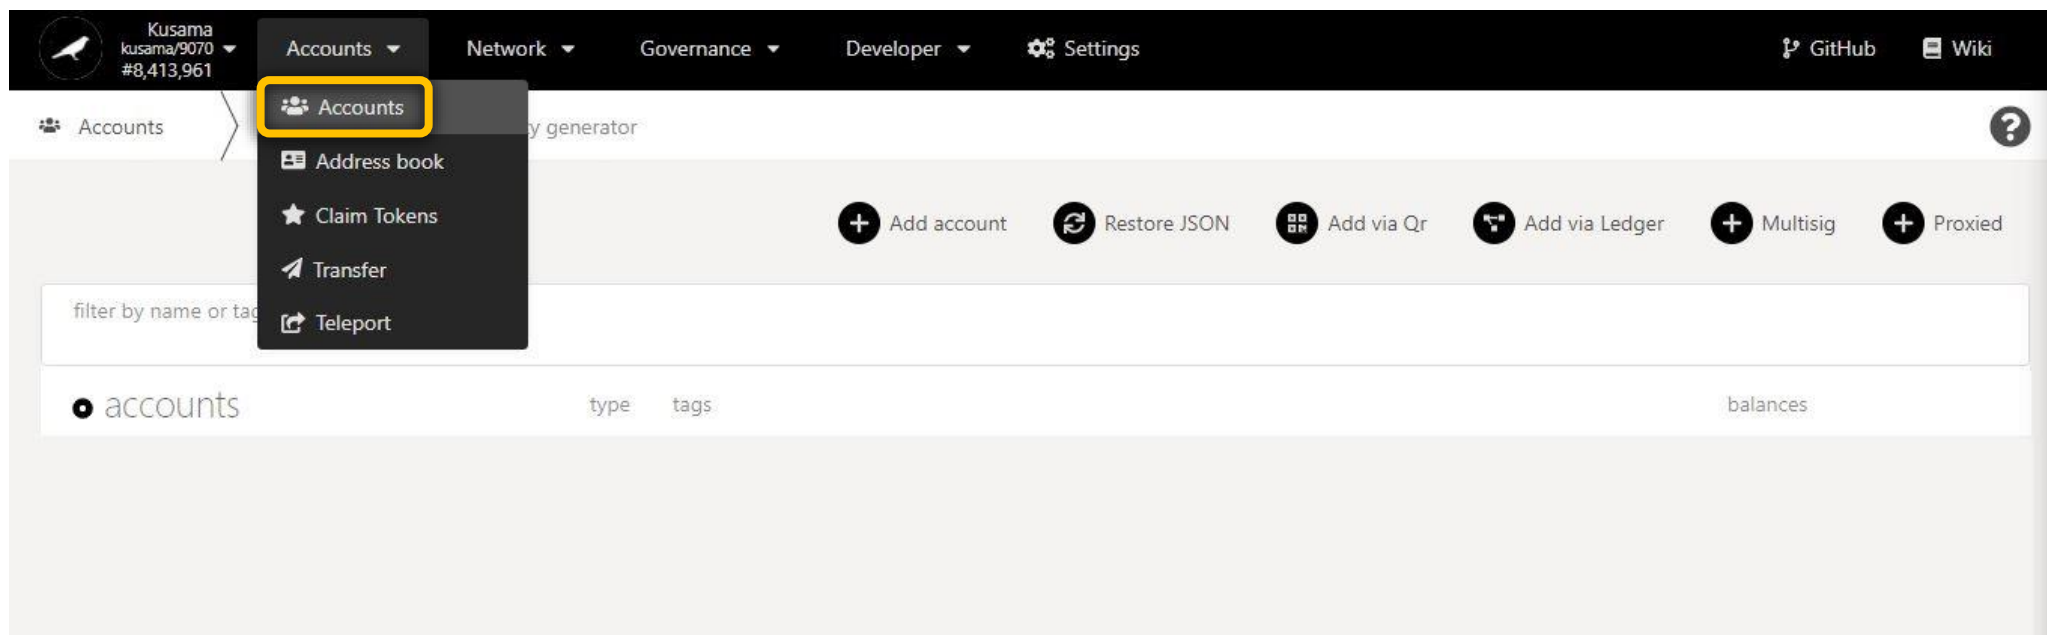 Kusama
kusama/9070
#8,413,961
Accounts
Network
Governance
Developer
Settings
GitHub
Wiki
Accounts
Accounts
generator
Address book
Claim Tokens
Transfer
Teleport
Add account
Restore JSON
Add via Qr
Add via Ledger
Multisig
Proxied
filter by name or
accounts
type
tags
balances